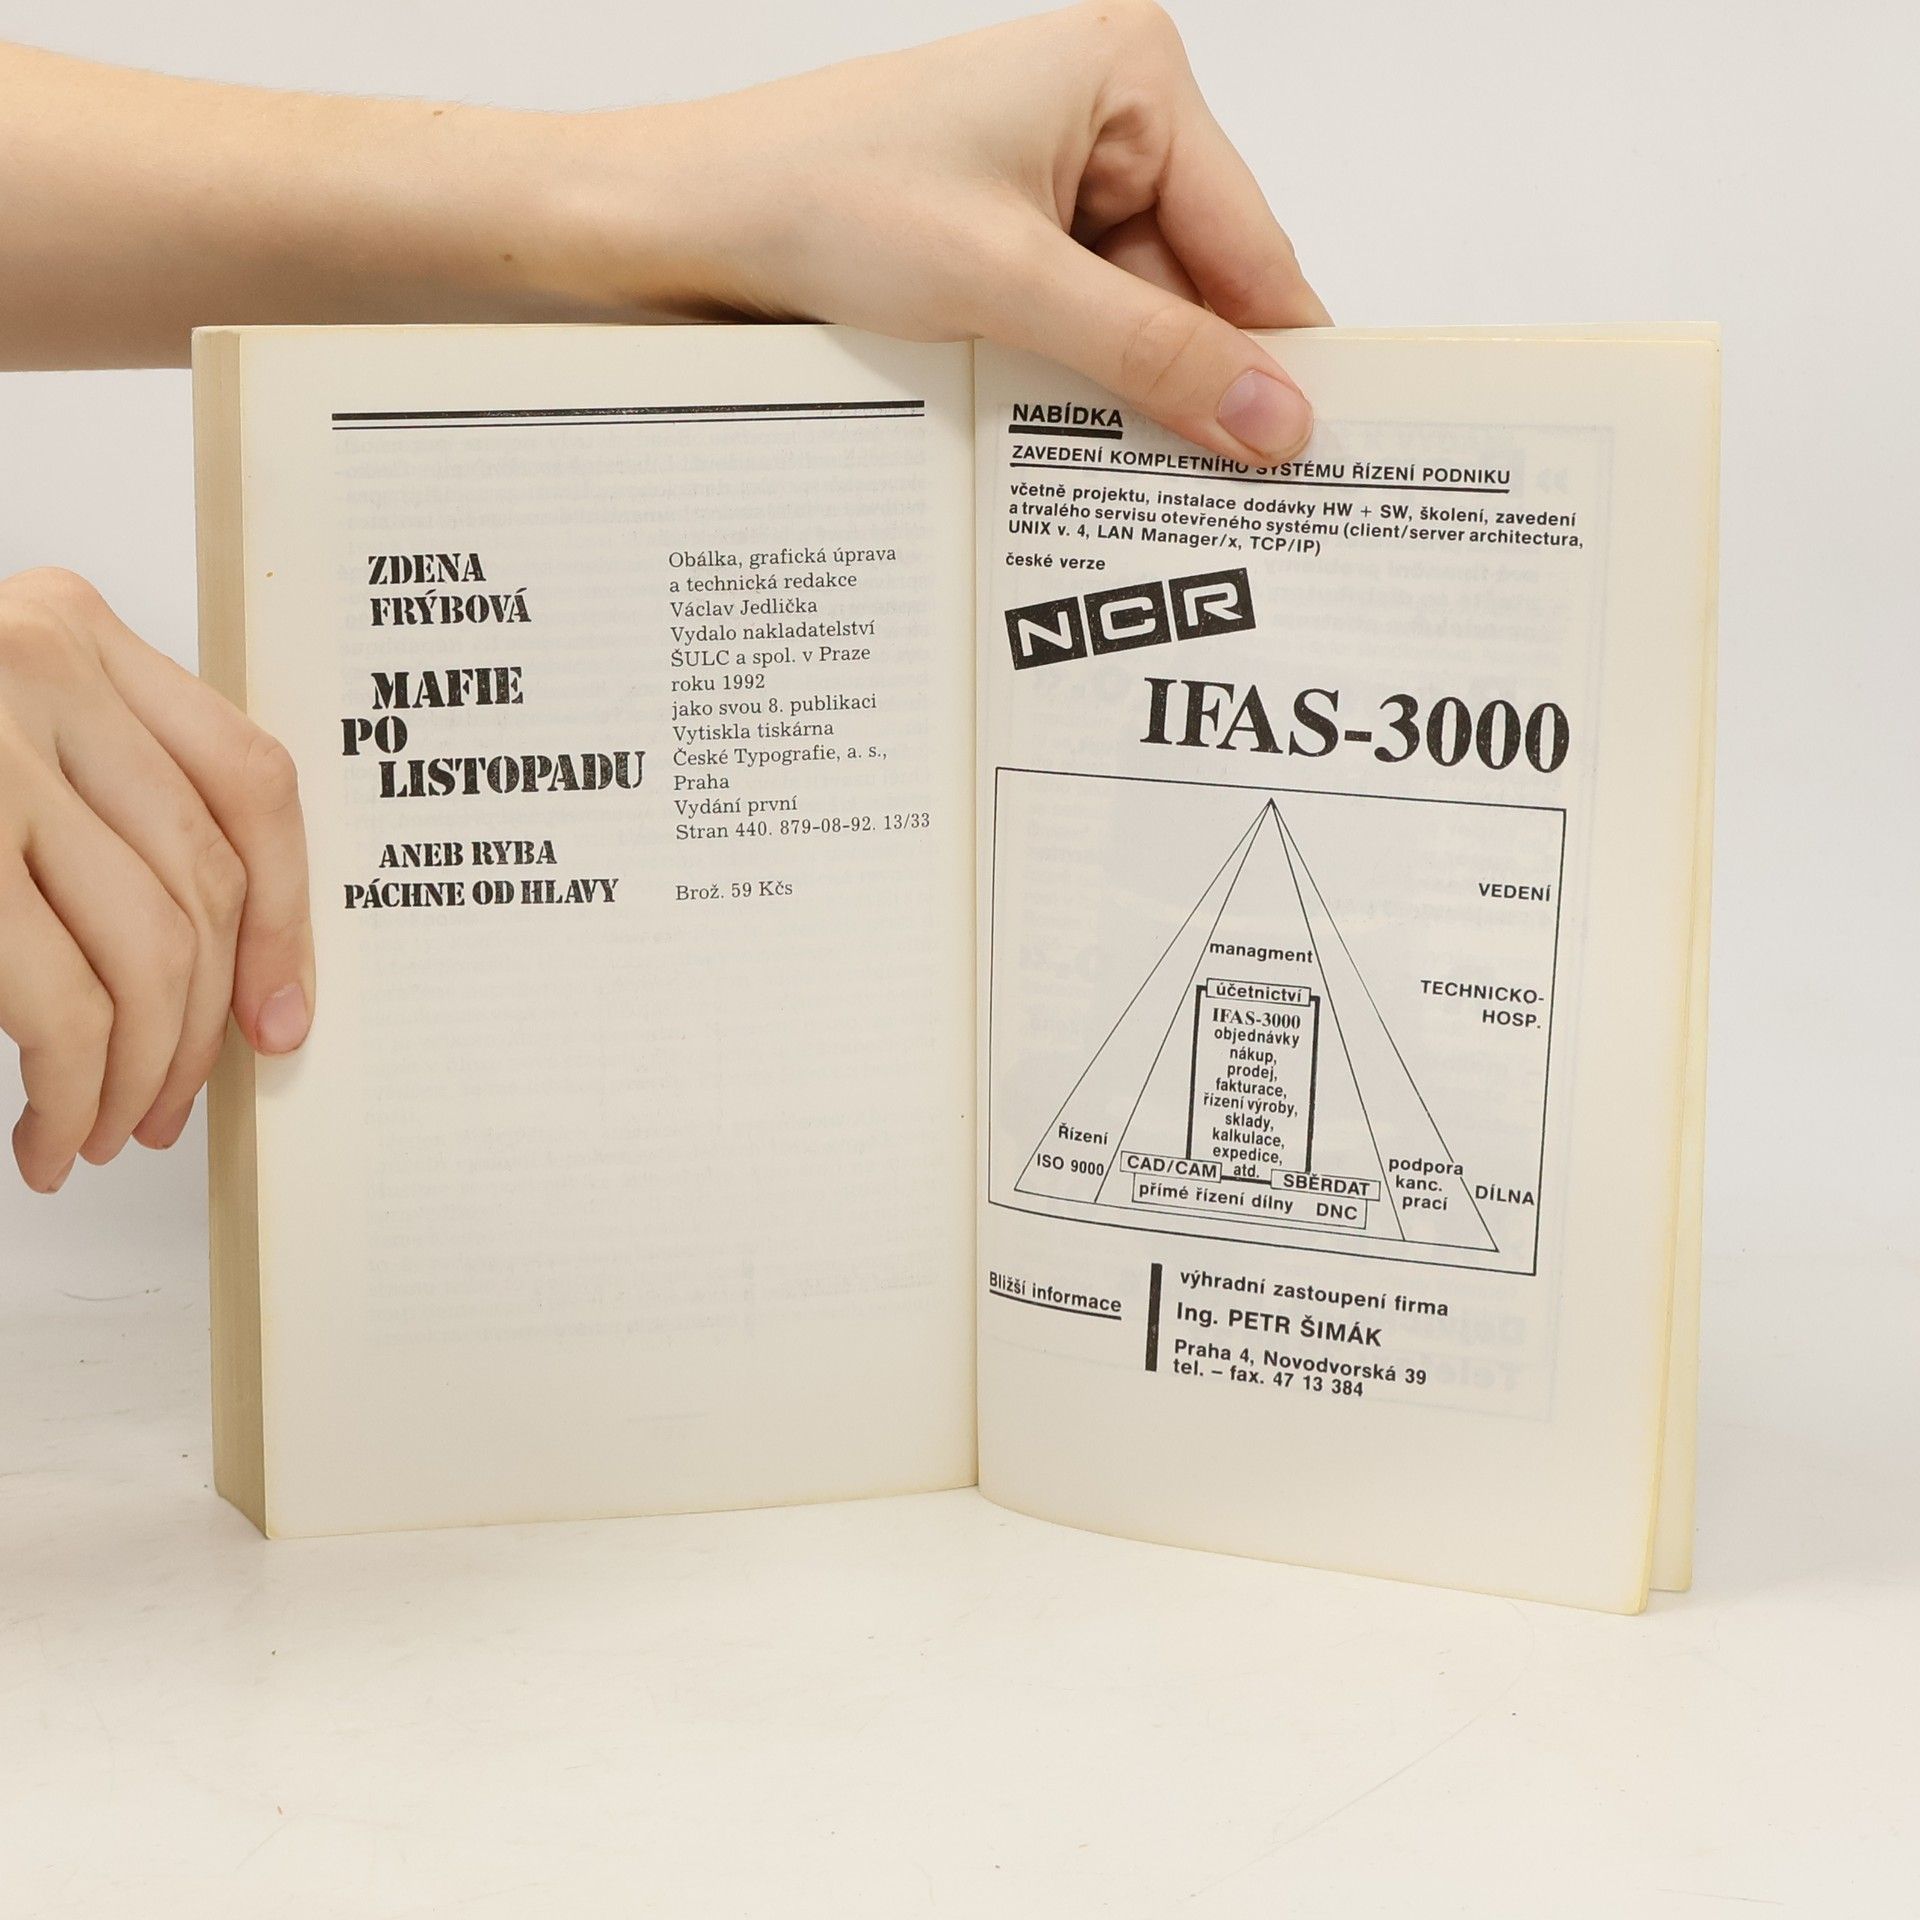 ZDENA
FRÝBOVÁ
MAFIE
PO
LISTOPADU
ANEB RYBA
PÁCHNE OD HLAVY
Obálka, grafická úprava
a technická redakce
Václav Jedlička
Vydalo nakladatelství
ŠULC a spol. v Praze
roku 1992
jako svou 8. publikaci
Vytiskla tiskárna
České Typografie, a. s.,
Praha
Vydání první
Stran 440. 879-08-92. 13/33
Brož. 59 Kčs
NABÍDKA
ZAVEDENÍ KOMPLETNÍHO SYSTÉMU ŘÍZENÍ PODNIKU
včetně projektu, instalace dodávky HW + SW, školení, zavedení
a trvalého servisu otevřeného systému (client/server architectura,
UNIX v. 4, LAN Manager/x, TCP/IP)
české verze
NCR
IFAS-3000
VEDENÍ
managment
TECHNICKO-
HOSP.
účetnictví
IFAS-3000
objednávky
nákup,
prodej,
fakturace,
řízení výroby,
sklady,
kalkulace,
expedice,
atd.
Řízení
ISO 9000
CAD/CAM
SBĚRDAT
přímé řízení dílny DNC
podpora
kanc.
prací
DÍLNA
Bližší informace
výhradní zastoupení firma
Ing. PETR ŠIMÁK
Praha 4, Novodvorská 39
tel. – fax. 47 13 384